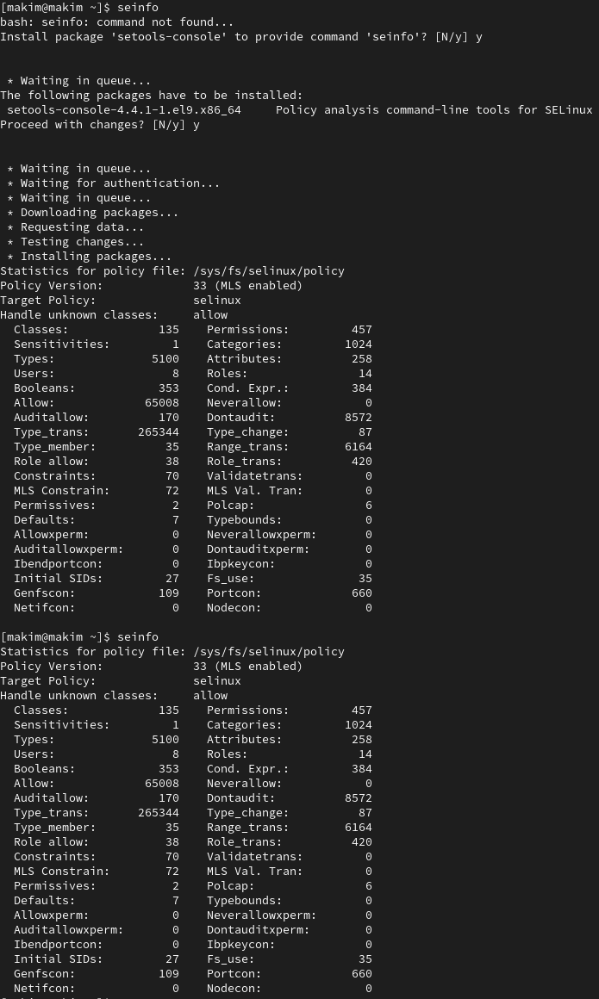 [makim@makim ~]$ seinfo
bash: seinfo: command not found...
Install package 'setools-console' to provide command 'seinfo'? [N/y] y
 * Waiting in queue...
The following packages have to be installed:
 setools-console-4.4.1-1.el9.x86_64     Policy analysis command-line tools for SELinux
Proceed with changes? [N/y] y
 * Waiting in queue...
 * Waiting for authentication...
 * Waiting in queue...
 * Downloading packages...
 * Requesting data...
 * Testing changes...
 * Installing packages...
Statistics for policy file: /sys/fs/selinux/policy
Policy Version:             33 (MLS enabled)
Target Policy:              selinux
Handle unknown classes:     allow
  Classes:             135    Permissions:         457
  Sensitivities:         1    Categories:         1024
  Types:              5100    Attributes:          258
  Users:                 8    Roles:                14
  Booleans:            353    Cond. Expr.:         384
  Allow:             65008    Neverallow:            0
  Auditallow:          170    Dontaudit:          8572
  Type_trans:       265344    Type_change:          87
  Type_member:          35    Range_trans:        6164
  Role allow:           38    Role_trans:          420
  Constraints:          70    Validatetrans:         0
  MLS Constrain:        72    MLS Val. Tran:         0
  Permissives:           2    Polcap:                6
  Defaults:              7    Typebounds:            0
  Allowxperm:            0    Neverallowxperm:       0
  Auditallowxperm:       0    Dontauditxperm:        0
  Ibendportcon:          0    Ibpkeycon:             0
  Initial SIDs:         27    Fs_use:               35
  Genfscon:            109    Portcon:             660
  Netifcon:              0    Nodecon:               0
[makim@makim ~]$ seinfo
Statistics for policy file: /sys/fs/selinux/policy
Policy Version:             33 (MLS enabled)
Target Policy:              selinux
Handle unknown classes:     allow
  Classes:             135    Permissions:         457
  Sensitivities:         1    Categories:         1024
  Types:              5100    Attributes:          258
  Users:                 8    Roles:                14
  Booleans:            353    Cond. Expr.:         384
  Allow:             65008    Neverallow:            0
  Auditallow:          170    Dontaudit:          8572
  Type_trans:       265344    Type_change:          87
  Type_member:          35    Range_trans:        6164
  Role allow:           38    Role_trans:          420
  Constraints:          70    Validatetrans:         0
  MLS Constrain:        72    MLS Val. Tran:         0
  Permissives:           2    Polcap:                6
  Defaults:              7    Typebounds:            0
  Allowxperm:            0    Neverallowxperm:       0
  Auditallowxperm:       0    Dontauditxperm:        0
  Ibendportcon:          0    Ibpkeycon:             0
  Initial SIDs:         27    Fs_use:               35
  Genfscon:            109    Portcon:             660
  Netifcon:              0    Nodecon:               0